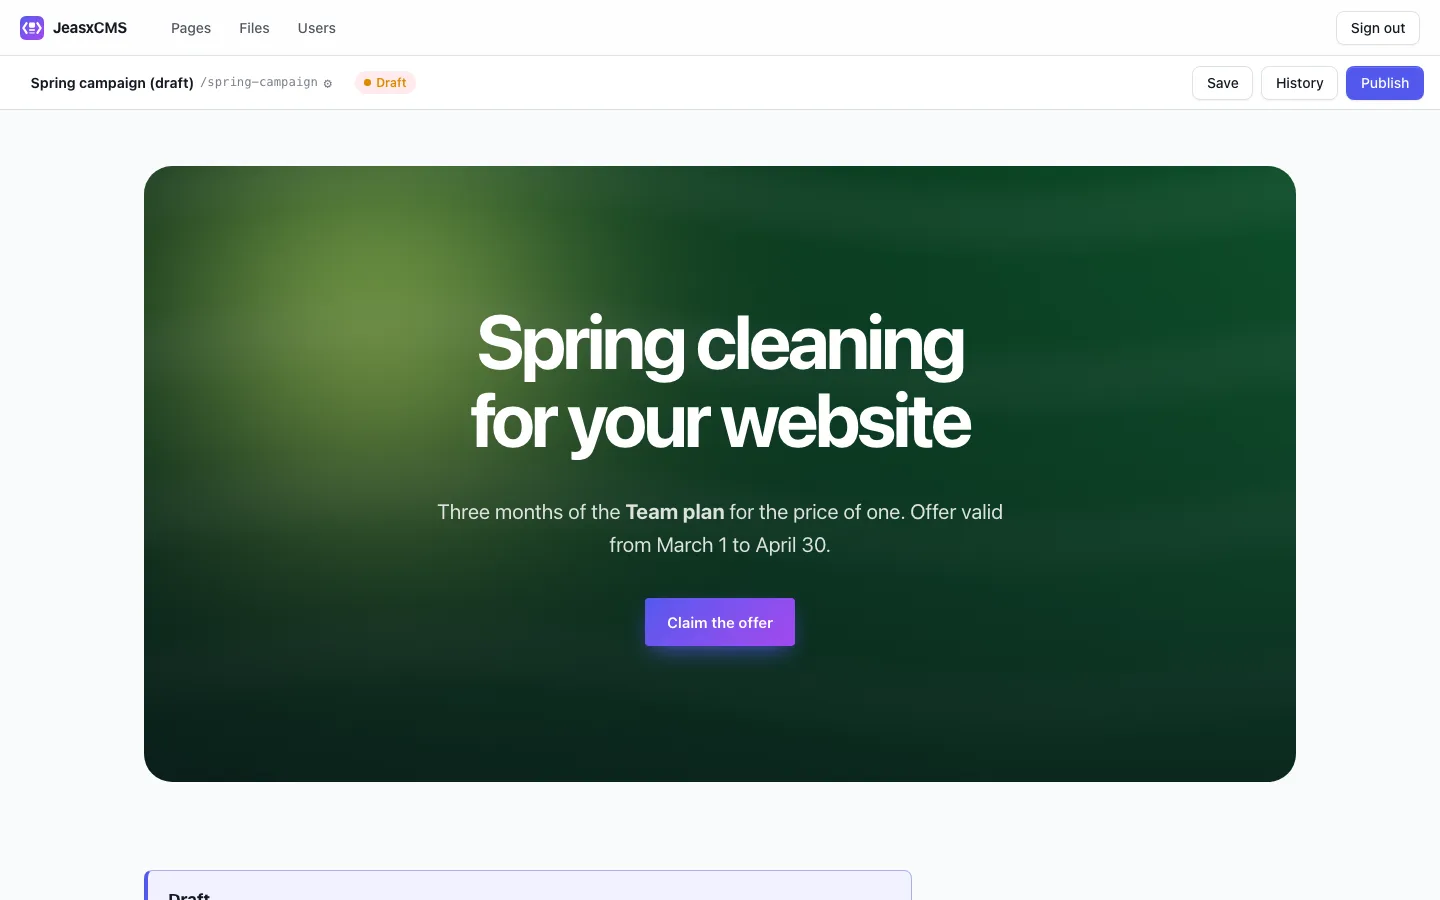 JeasxCMS Pages Files Users Sign out
Spring campaign (draft) /spring-campaign Draft Save History Publish
Spring cleaning
for your website
Three months of the Team plan for the price of one. Offer valid
from March 1 to April 30.
Claim the offer
Draft